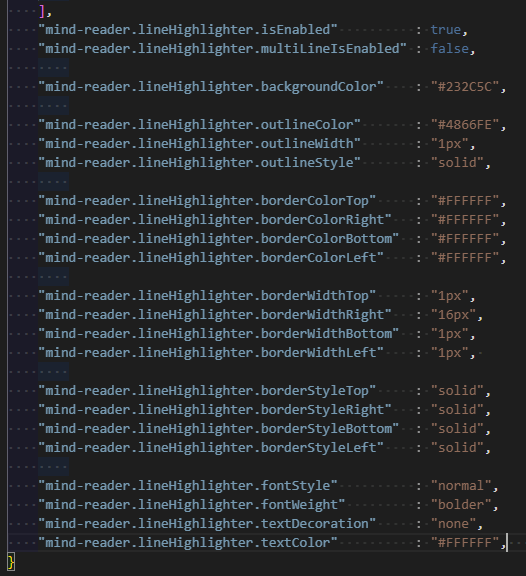 ],
"mind-reader.lineHighlighter.isEnabled" : true,
"mind-reader.lineHighlighter.multiLineIsEnabled" : false,
"mind-reader.lineHighlighter.backgroundColor" : "#232C5C",
"mind-reader.lineHighlighter.outlineColor" : "#4866FE",
"mind-reader.lineHighlighter.outlineWidth" : "1px",
"mind-reader.lineHighlighter.outlineStyle" : "solid",
"mind-reader.lineHighlighter.borderColorTop" : "#FFFFFF",
"mind-reader.lineHighlighter.borderColorRight" : "#FFFFFF",
"mind-reader.lineHighlighter.borderColorBottom" : "#FFFFFF",
"mind-reader.lineHighlighter.borderColorLeft" : "#FFFFFF",
"mind-reader.lineHighlighter.borderWidthTop" : "1px",
"mind-reader.lineHighlighter.borderWidthRight" : "16px",
"mind-reader.lineHighlighter.borderWidthBottom" : "1px",
"mind-reader.lineHighlighter.borderWidthLeft" : "1px",
"mind-reader.lineHighlighter.borderStyleTop" : "solid",
"mind-reader.lineHighlighter.borderStyleRight" : "solid",
"mind-reader.lineHighlighter.borderStyleBottom" : "solid",
"mind-reader.lineHighlighter.borderStyleLeft" : "solid",
"mind-reader.lineHighlighter.fontStyle" : "normal",
"mind-reader.lineHighlighter.fontWeight" : "bolder",
"mind-reader.lineHighlighter.textDecoration" : "none",
"mind-reader.lineHighlighter.textColor" : "#FFFFFF",
}